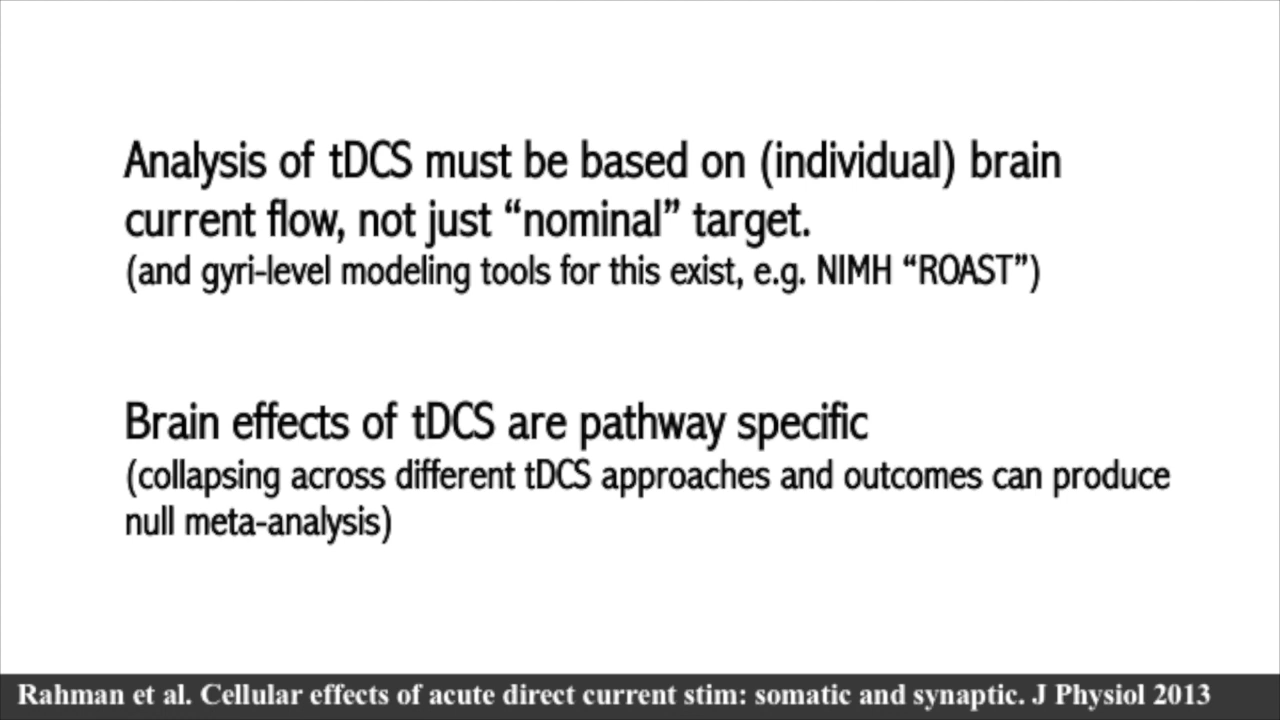 Analysis of tDCS must be based on (individual) brain
current flow, not just “nominal” target.
(and gyri-level modeling tools for this exist, e.g. NIMH “ROAST”)
Brain effects of tDCS are pathway specific
(collapsing across different tDCS approaches and outcomes can produce
null meta-analysis)
Rahman et al. Cellular effects of acute direct current stim: somatic and synaptic. J Physiol 2013